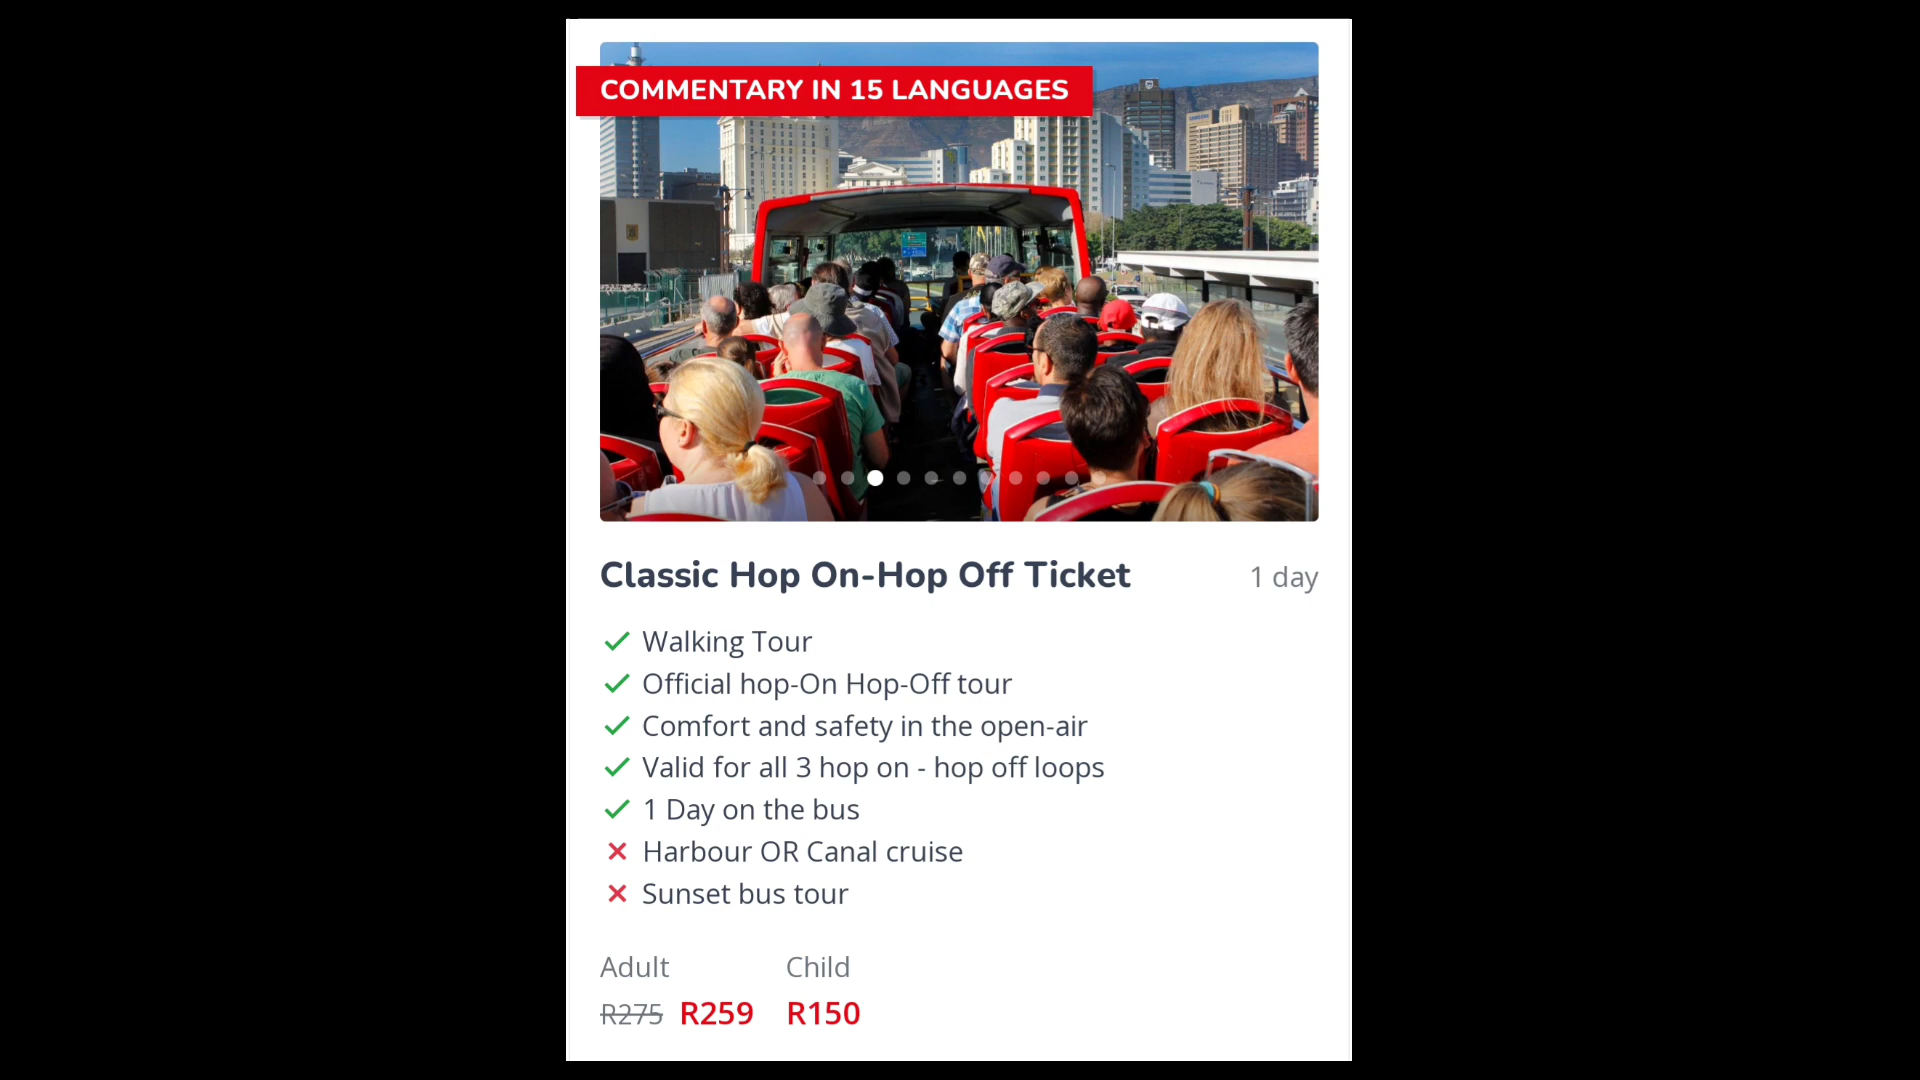 COMMENTARY IN 15 LANGUAGES
Classic Hop On-Hop Off Ticket
1 day
Walking Tour
Official hop-On Hop-Off tour
Comfort and safety in the open-air
Valid for all 3 hop on - hop off loops
1 Day on the bus
Harbour OR Canal cruise
Sunset bus tour
Adult Child
R275 R259 R150